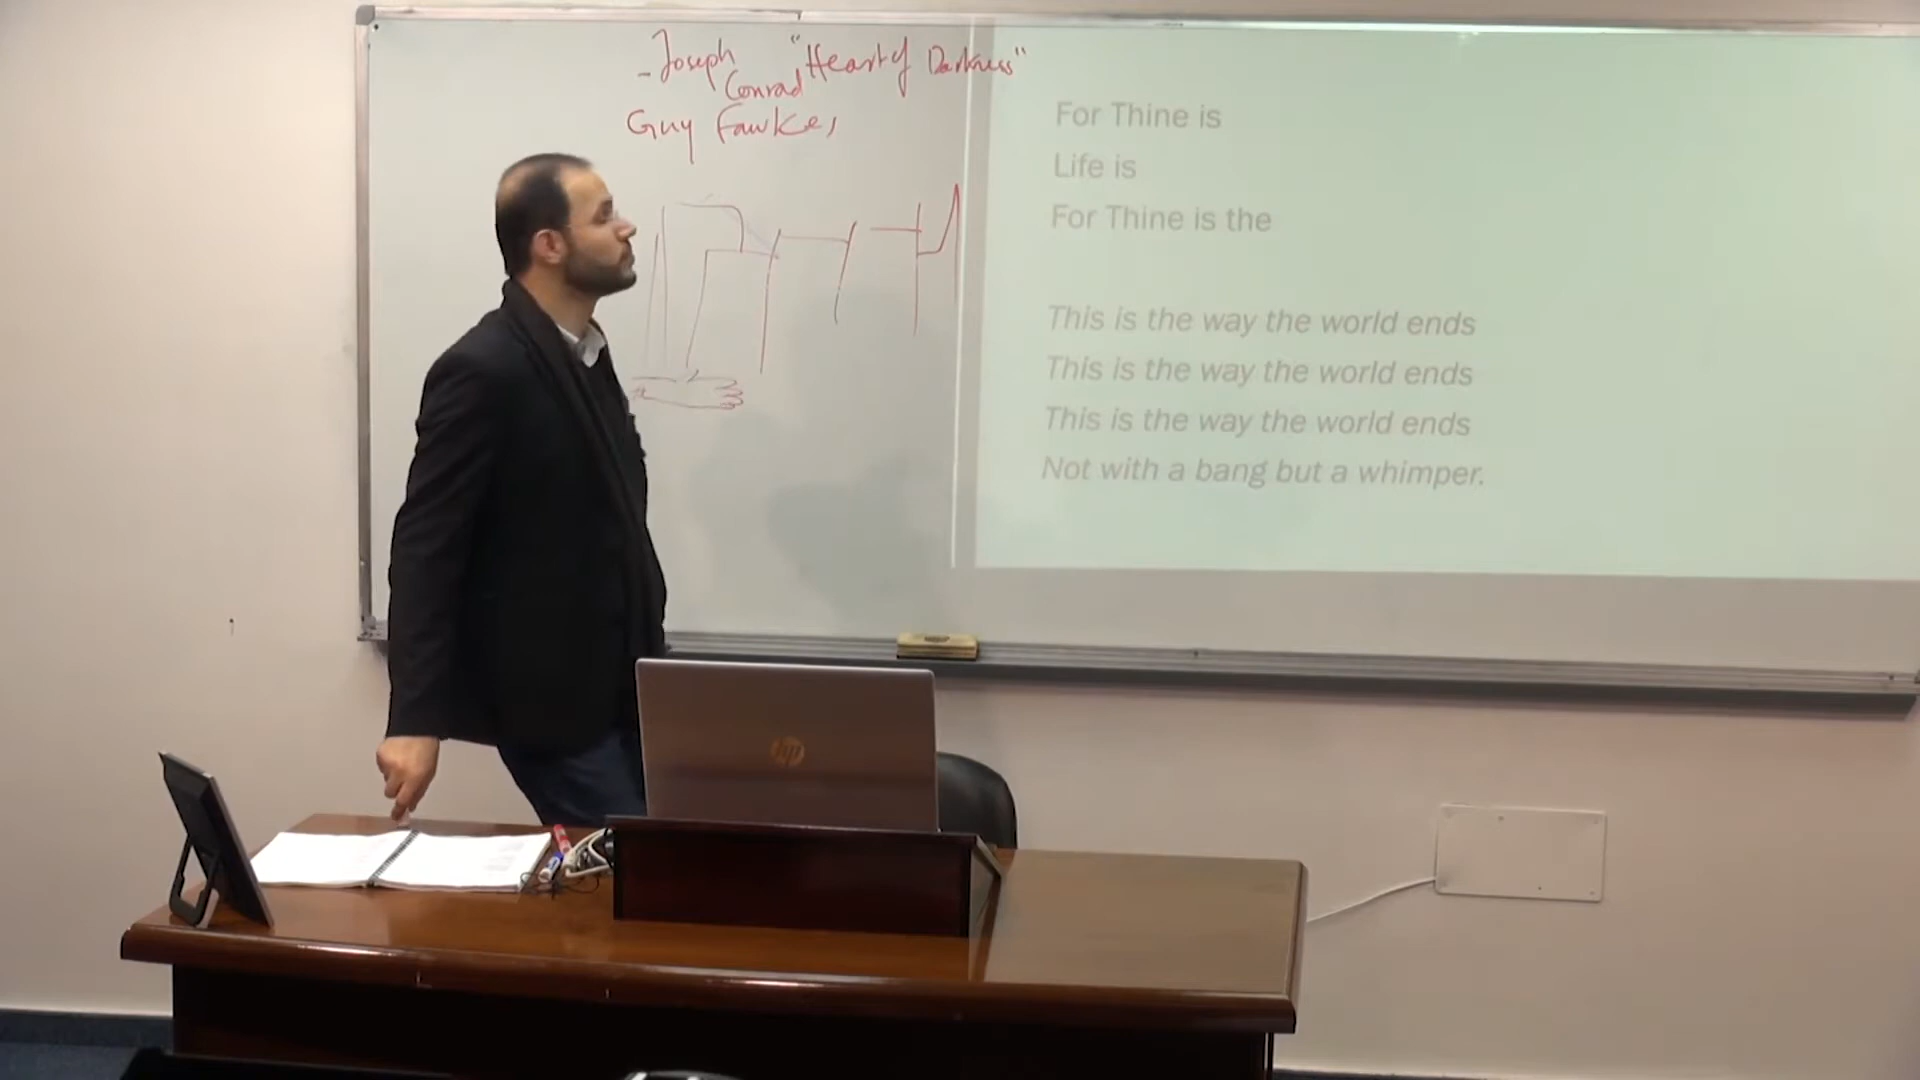 - Joseph "Heart of Darkness"
Conrad
Guy Fawkes
For Thine is
Life is
For Thine is the
This is the way the world ends
This is the way the world ends
This is the way the world ends
Not with a bang but a whimper.
hp